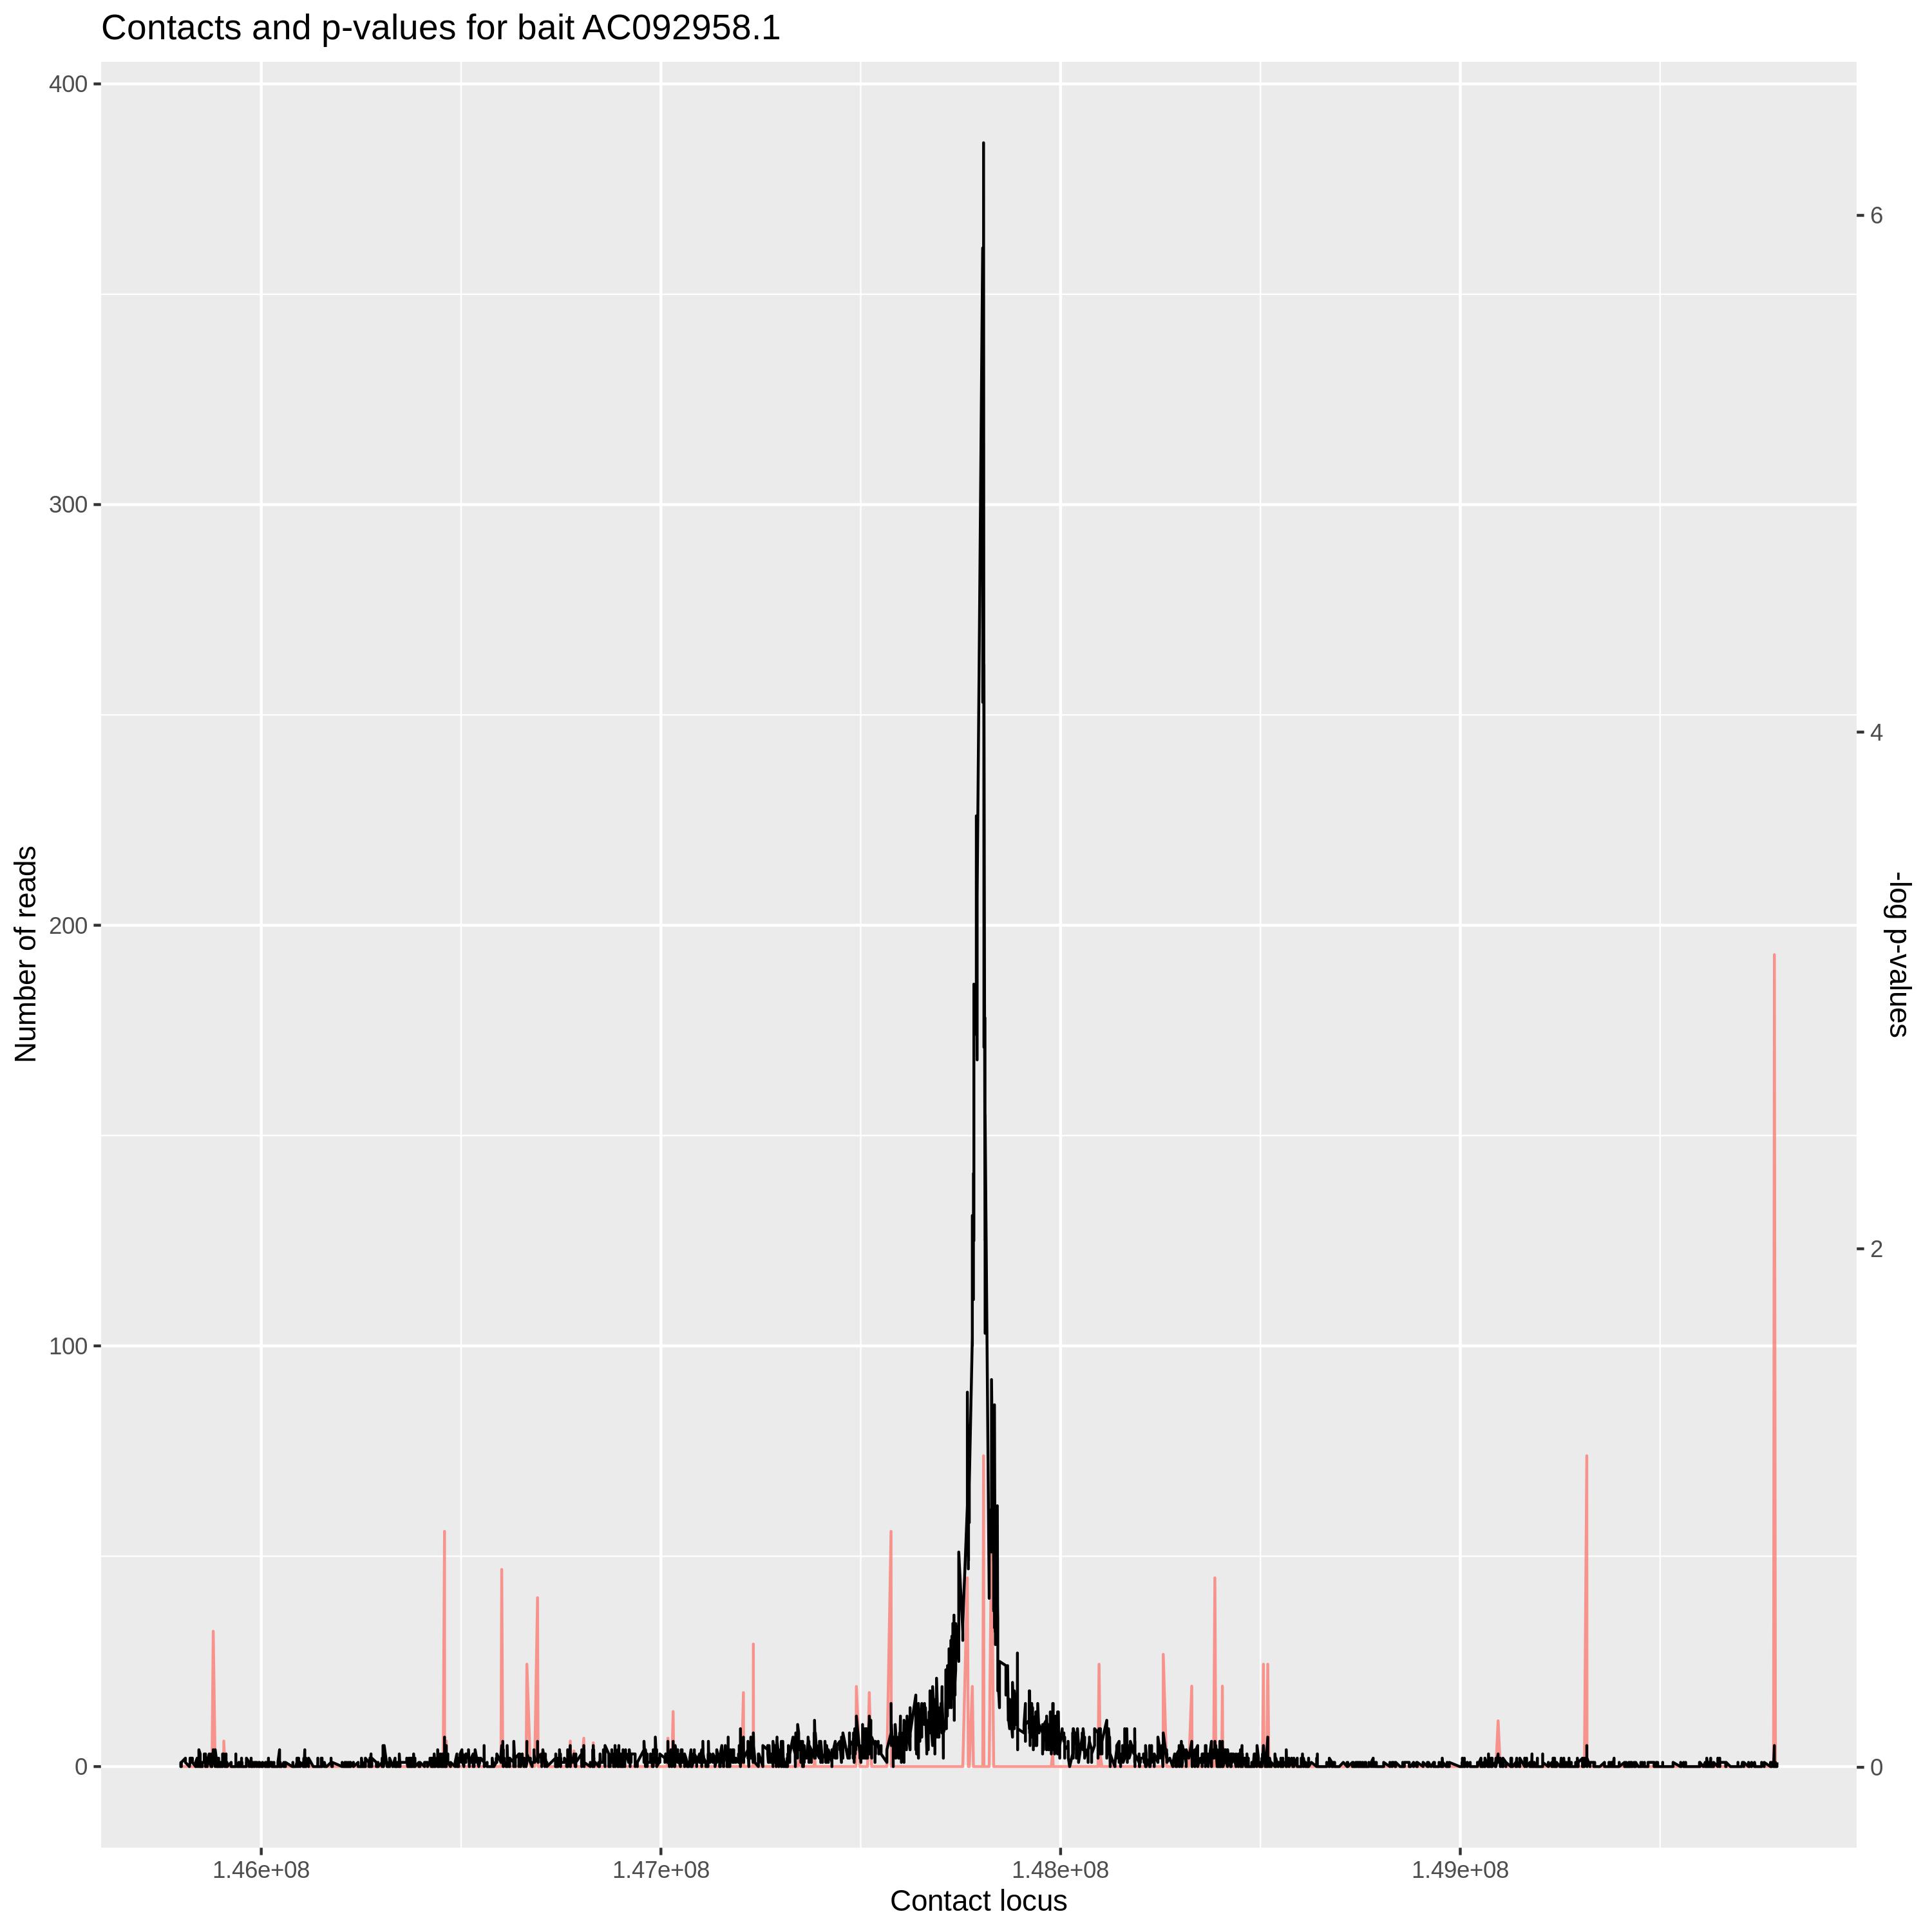 Contacts and p-values for bait AC092958.1
400
300
200
100
0
Number of reads
6
4
2
0
-log p-values
1.46e+08
1.47e+08
1.48e+08
1.49e+08
Contact locus